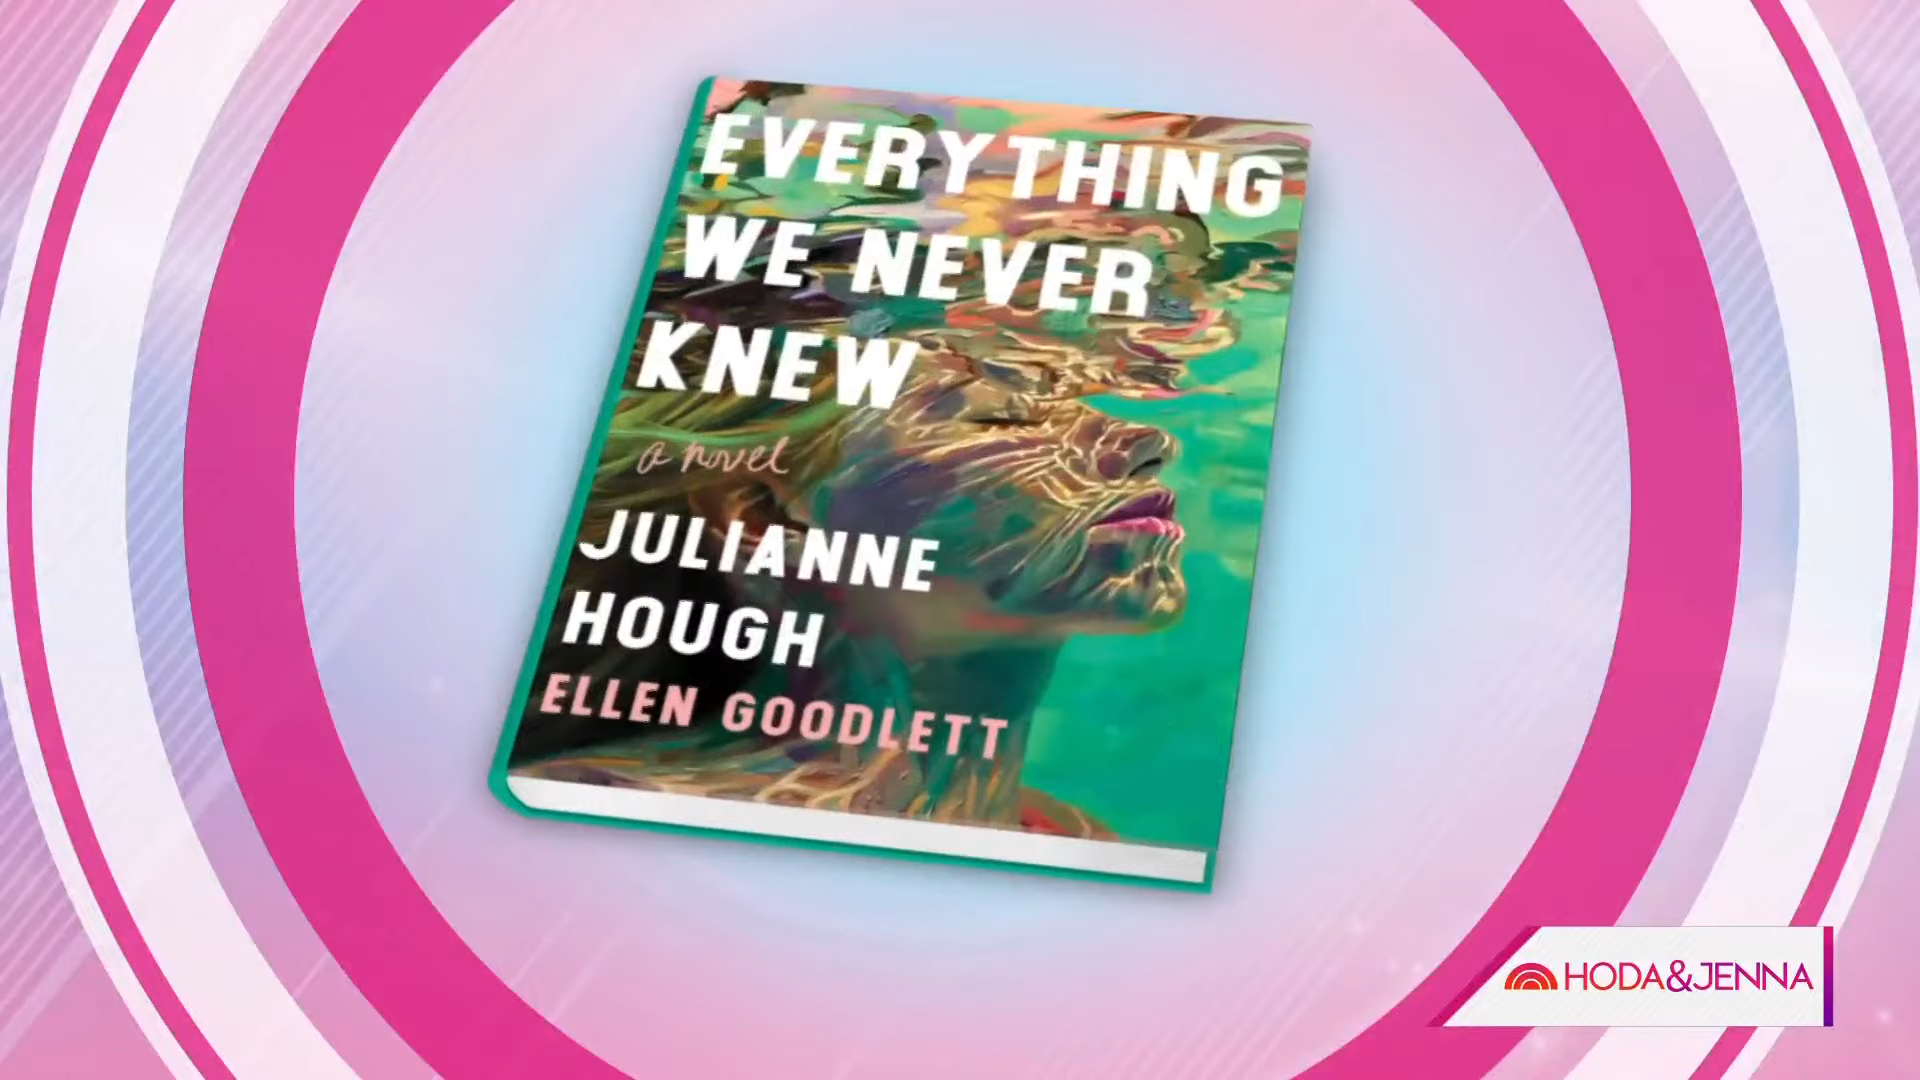 EVERYTHING
WE NEVER
KNEW
a novel
JULIANNE
HOUGH
ELLEN GOODLETT
HODA&JENNA